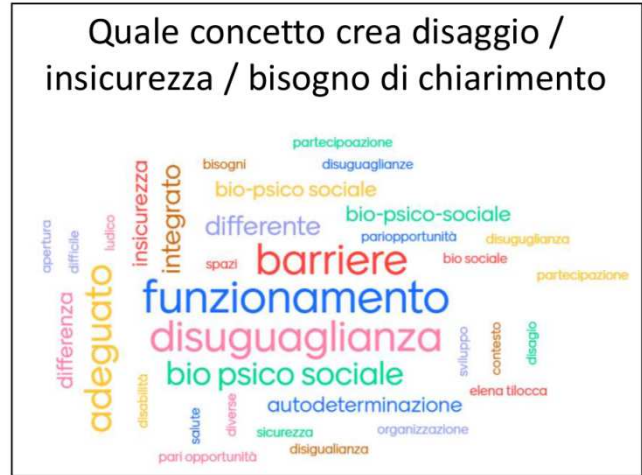 Quale concetto crea disaggio /
insicurezza / bisogno di chiarimento
partecipoazione
bisogni
disuguaglianze
insicurezza
integrato
bio-psico sociale
bio-psico-sociale
apertura
difficile
ludico
differente
pariopportunità
disuguglianza
spazi
barriere
bio sociale
partecipazione
differenza
adeguato
funzionamento
disuguaglianza
sviluppo
contesto
disagio
bio psico sociale
disabilità
elena tilocca
salute
diverse
autodeterminazione
sicurezza
organizzazione
pari opportunità
disigualianza